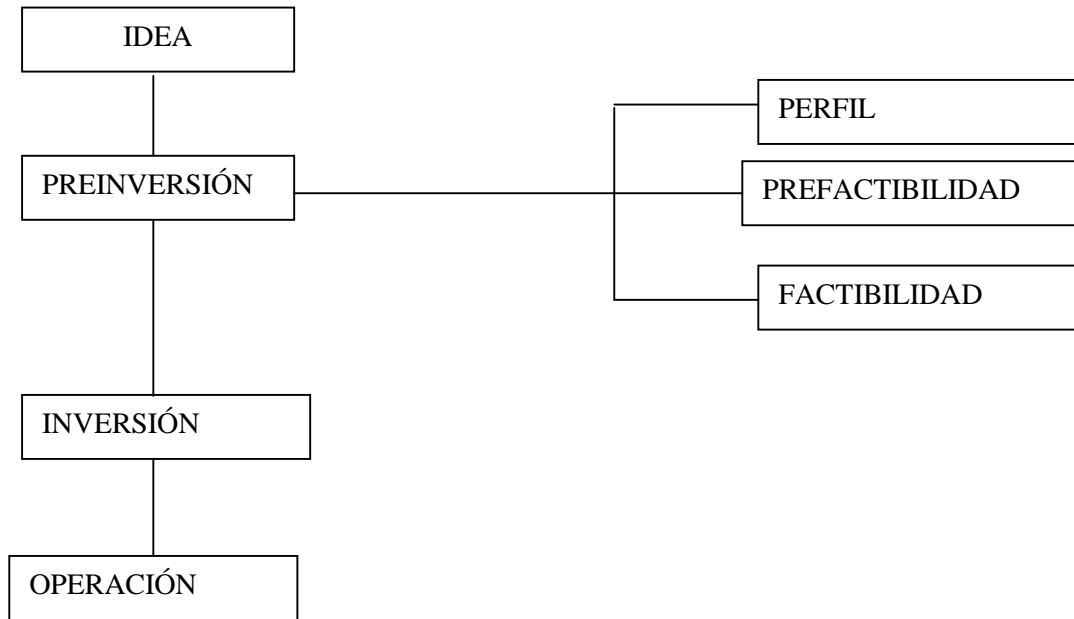 IDEA
PERFIL
PREINVERSIÓN
PREFACTIBILIDAD
FACTIBILIDAD
INVERSIÓN
OPERACIÓN